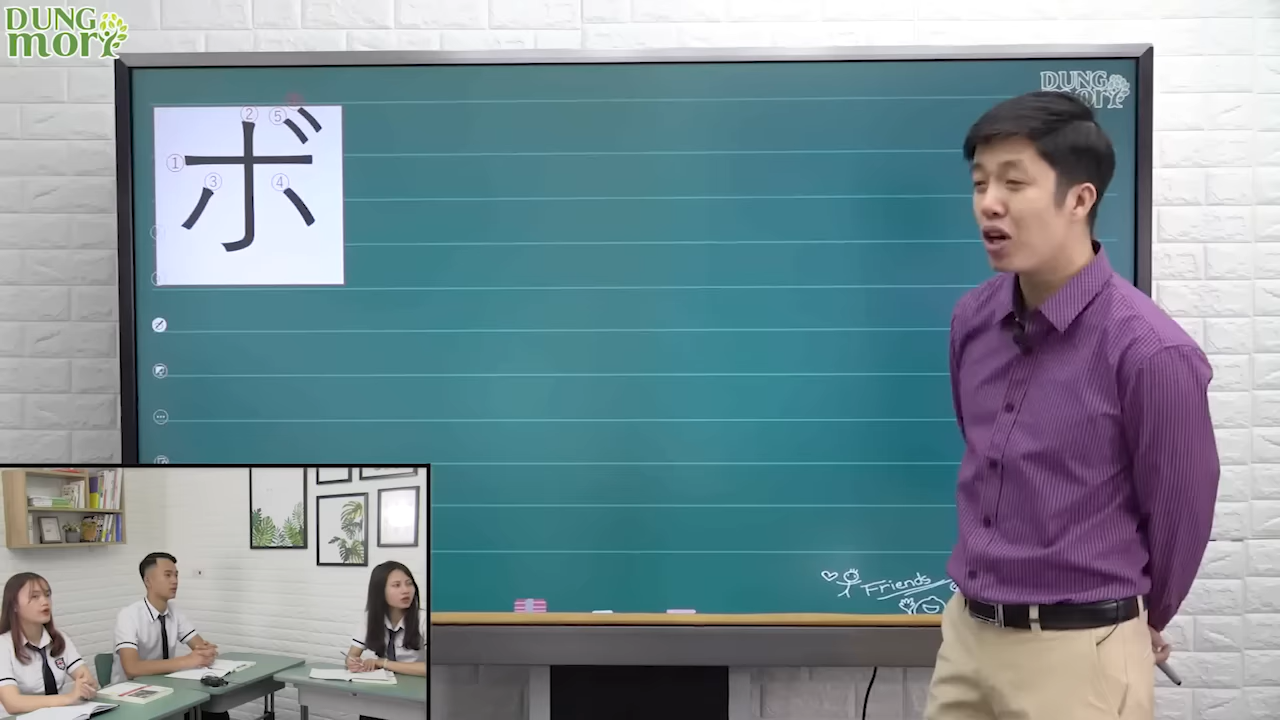 DUNG
mori
DUNG
mori
② ⑤
ボ
①
③ ④
Friends